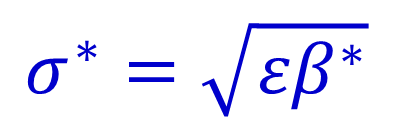 σ* = √εβ*